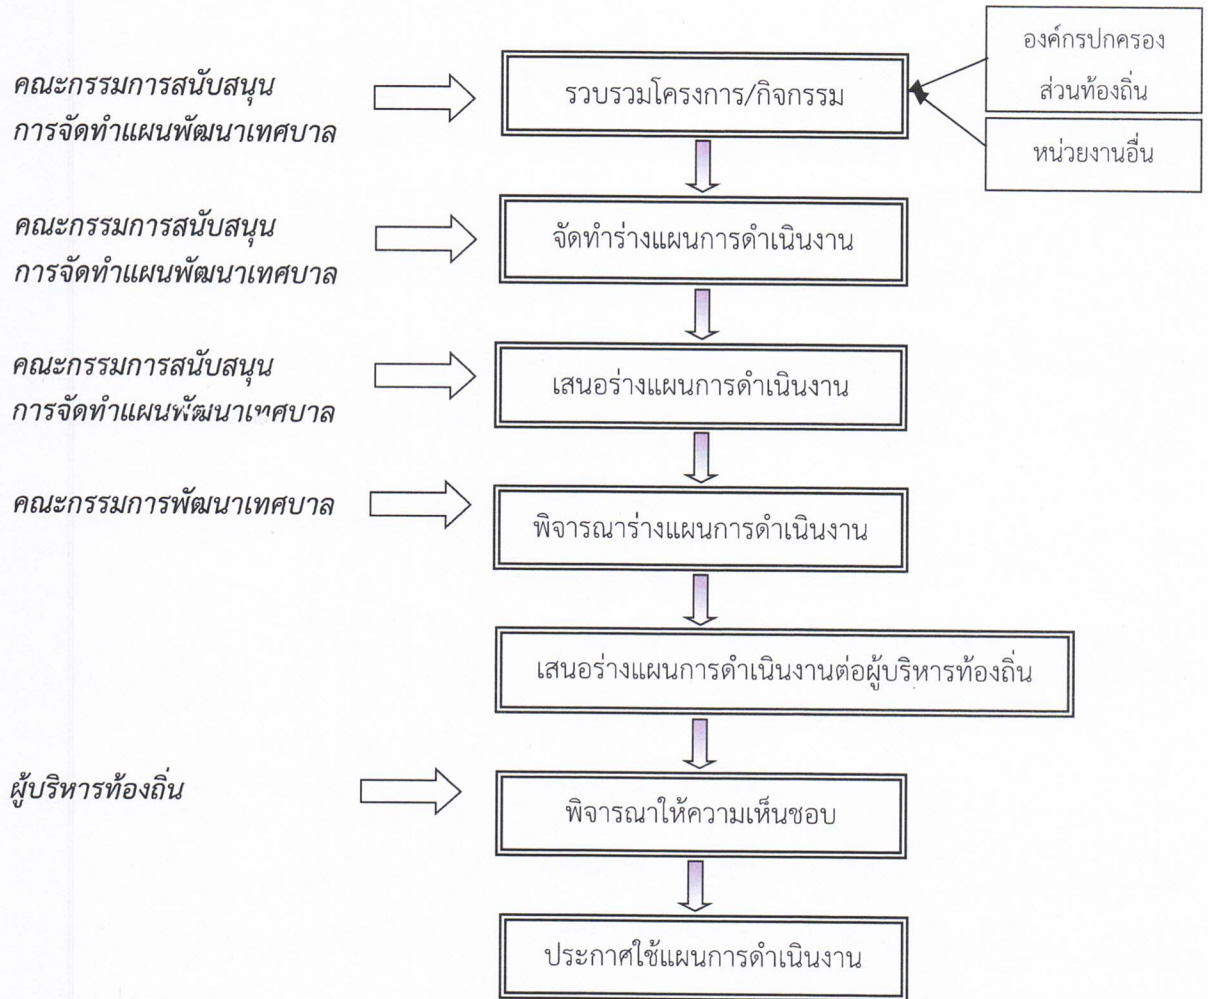 องค์กรปกครอง
ส่วนท้องถิ่น
หน่วยงานอื่น
คณะกรรมการสนับสนุน
การจัดทำแผนพัฒนาเทศบาล
รวบรวมโครงการ/กิจกรรม
คณะกรรมการสนับสนุน
การจัดทำแผนพัฒนาเทศบาล
จัดทำร่างแผนการดำเนินงาน
คณะกรรมการสนับสนุน
การจัดทำแผนพัฒนาเทศบาล
เสนอร่างแผนการดำเนินงาน
คณะกรรมการพัฒนาเทศบาล
พิจารณาร่างแผนการดำเนินงาน
เสนอร่างแผนการดำเนินงานต่อผู้บริหารท้องถิ่น
ผู้บริหารท้องถิ่น
พิจารณาให้ความเห็นชอบ
ประกาศใช้แผนการดำเนินงาน